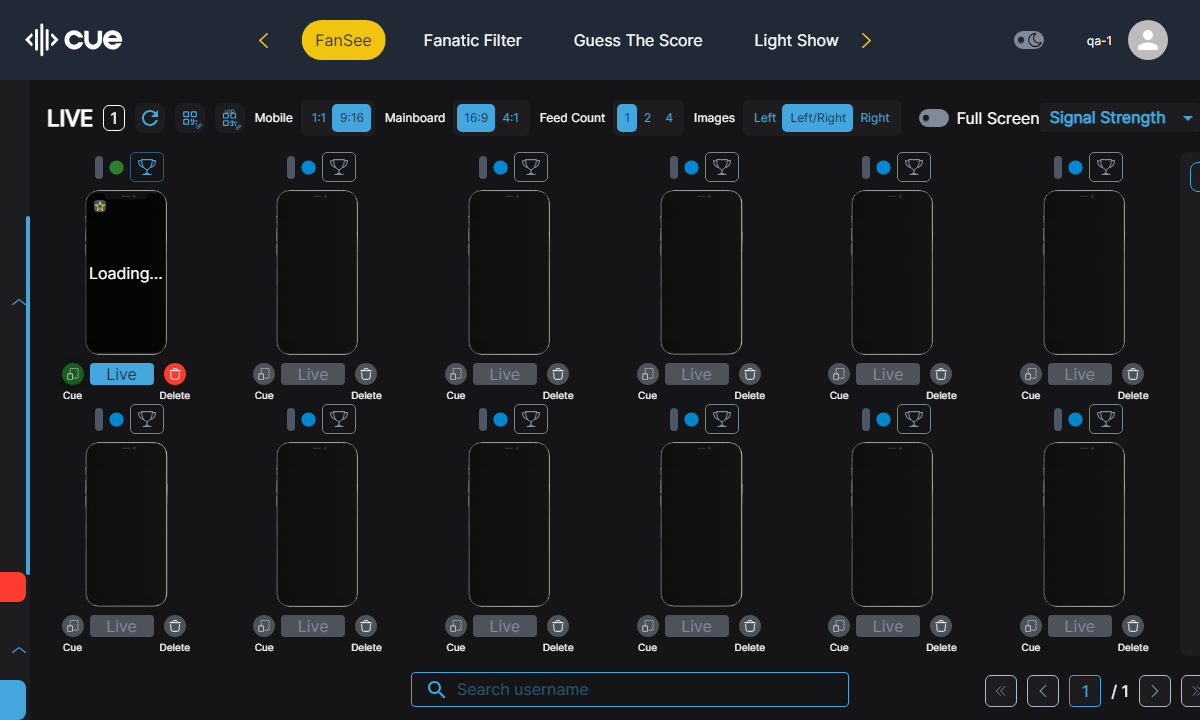 cue
FanSee
Fanatic Filter
Guess The Score
Light Show
qa-1
LIVE 1
Mobile 1:1 9:16
Mainboard 16:9 4:1
Feed Count 1 2 4
Images Left Left/Right Right
Full Screen
Signal Strength
Loading...
Live Live Live Live Live Live
Cue Delete Cue Delete Cue Delete Cue Delete Cue Delete Cue Delete
Live Live Live Live Live Live
Cue Delete Cue Delete Cue Delete Cue Delete Cue Delete Cue Delete
Search username
1 / 1